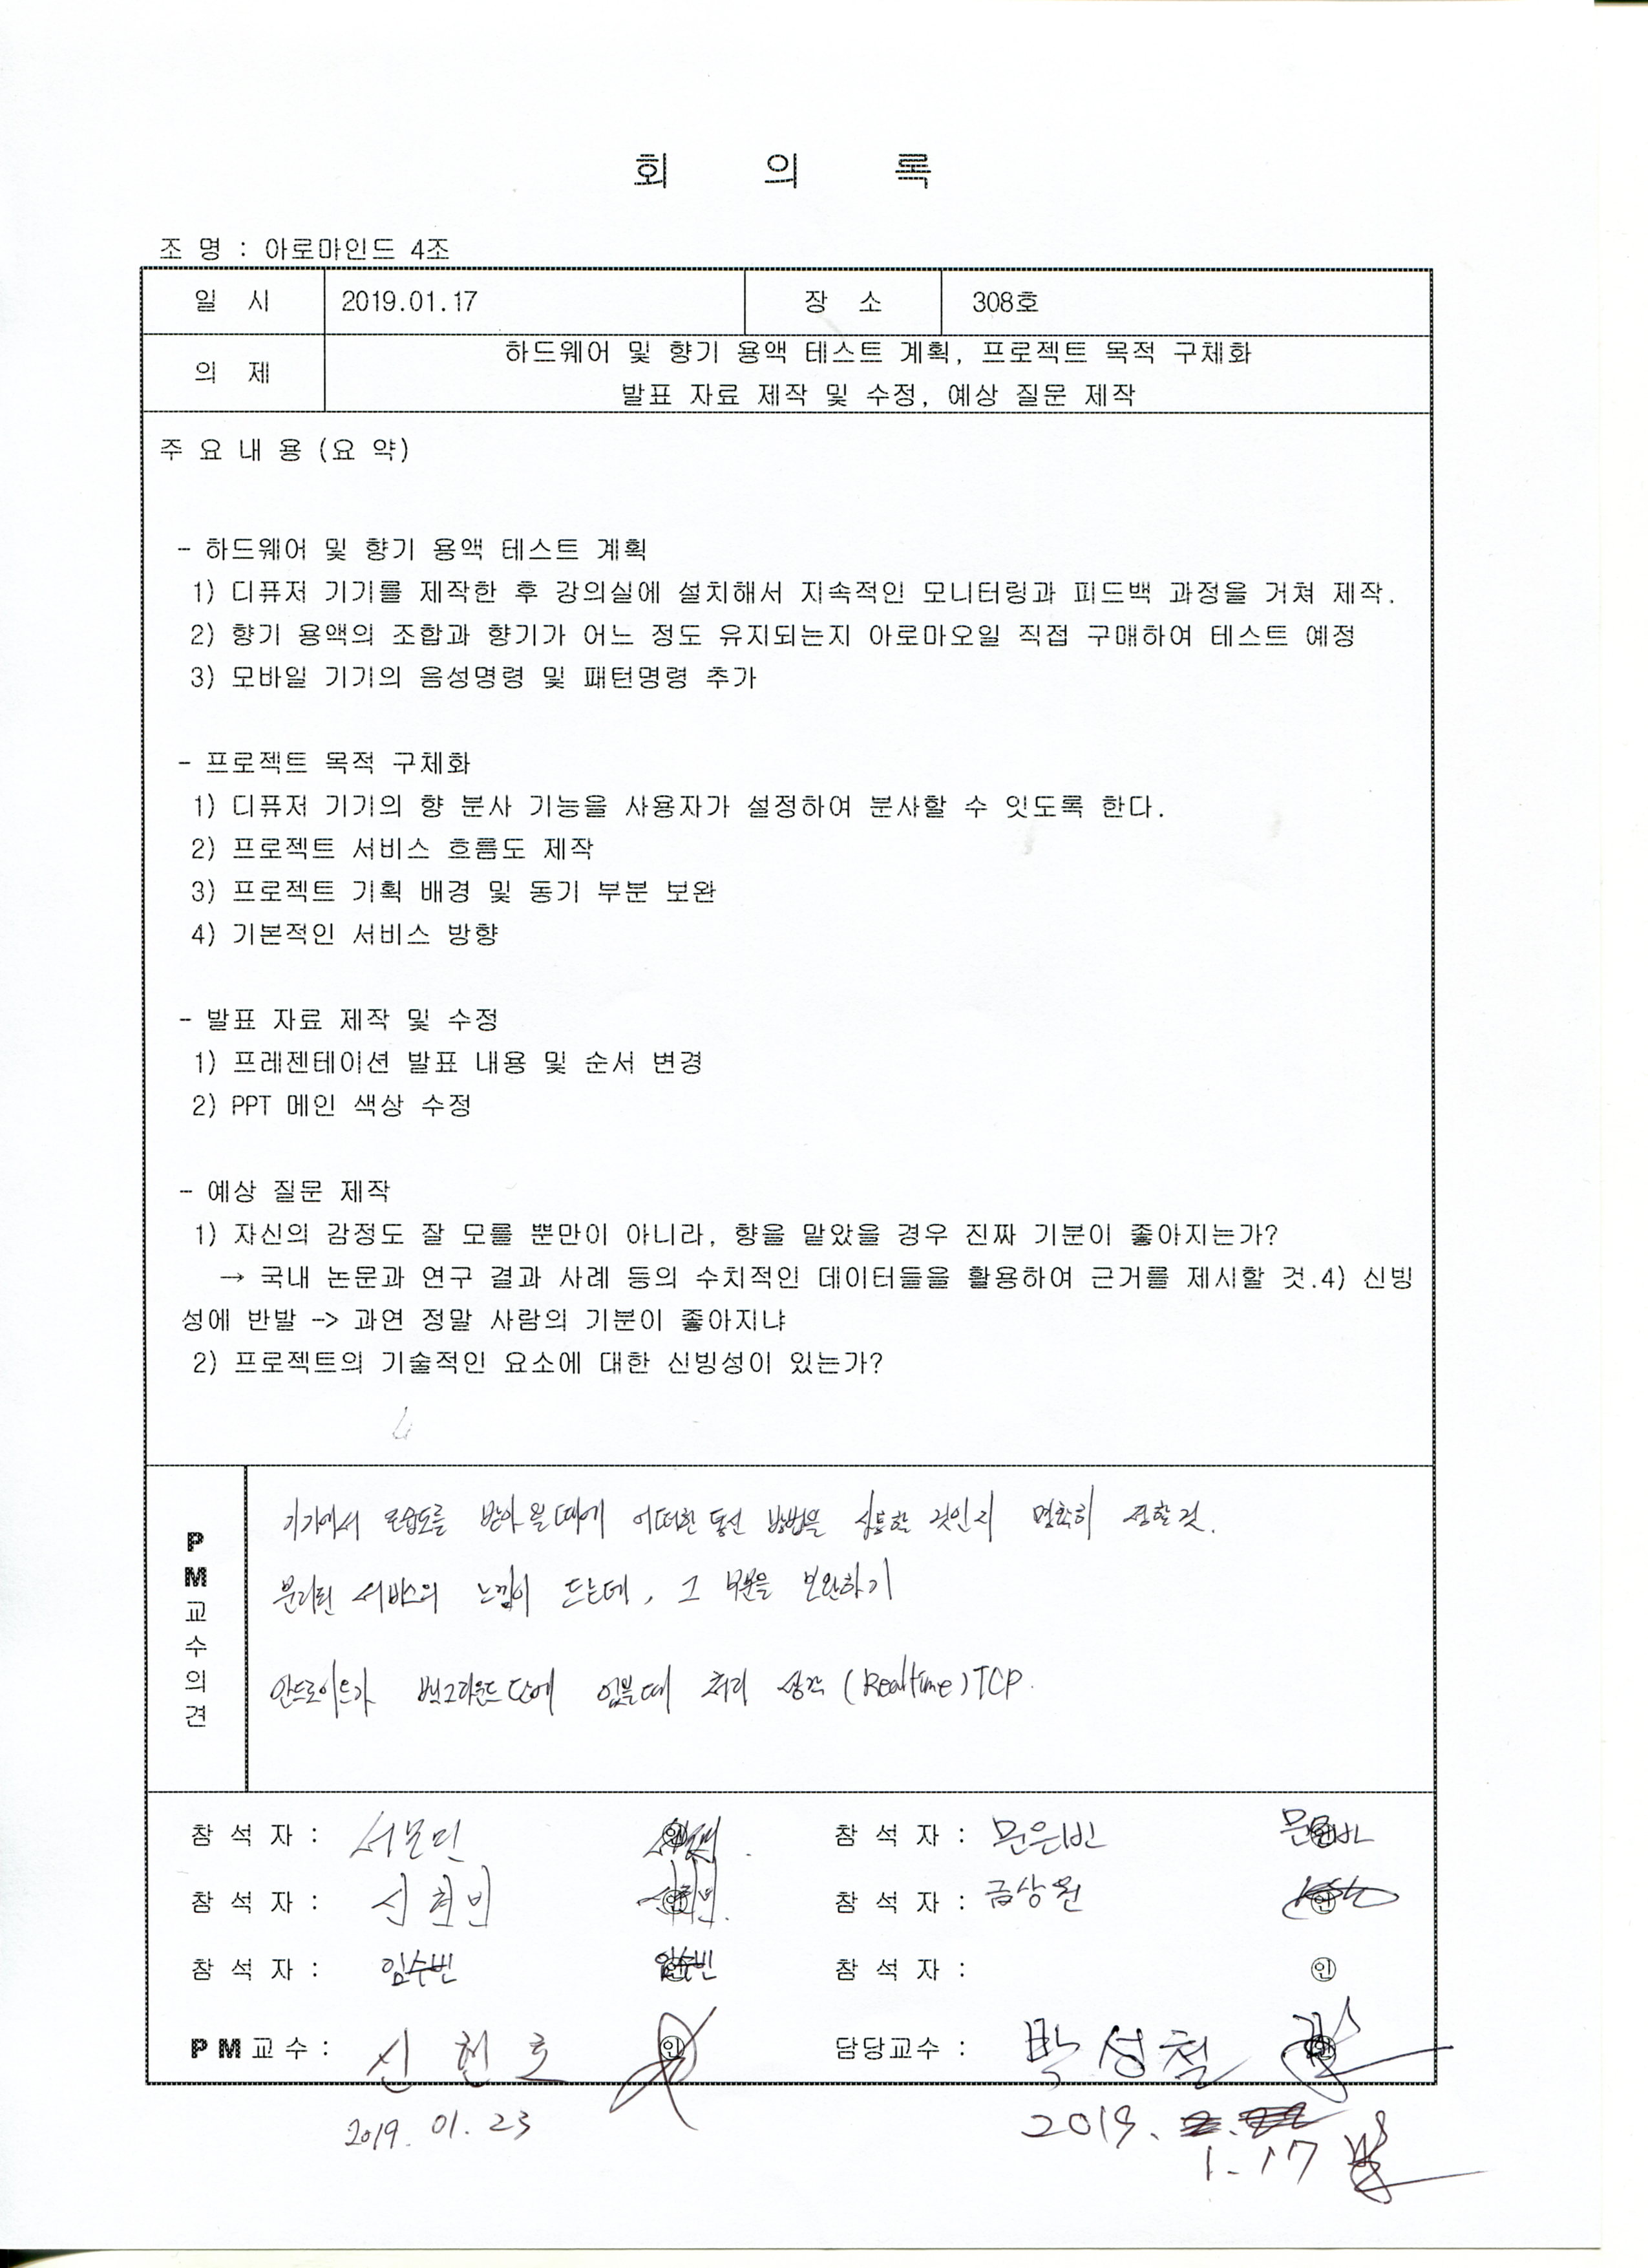 회 의 록
조 명 : 아로마인드 4조
일 시 2019.01.17 장 소 308호
의 제 하드웨어 및 향기 용액 테스트 계획, 프로젝트 목적 구체화
발표 자료 제작 및 수정, 예상 질문 제작
주 요 내 용 (요 약)
- 하드웨어 및 향기 용액 테스트 계획
1) 디퓨저 기기를 제작한 후 강의실에 설치해서 지속적인 모니터링과 피드백 과정을 거쳐 제작.
2) 향기 용액의 조합과 향기가 어느 정도 유지되는지 아로마오일 직접 구매하여 테스트 예정
3) 모바일 기기의 음성명령 및 패턴명령 추가
- 프로젝트 목적 구체화
1) 디퓨저 기기의 향 분사 기능을 사용자가 설정하여 분사할 수 잇도록 한다.
2) 프로젝트 서비스 흐름도 제작
3) 프로젝트 기획 배경 및 동기 부분 보완
4) 기본적인 서비스 방향
- 발표 자료 제작 및 수정
1) 프레젠테이션 발표 내용 및 순서 변경
2) PPT 메인 색상 수정
- 예상 질문 제작
1) 자신의 감정도 잘 모를 뿐만이 아니라, 향을 맡았을 경우 진짜 기분이 좋아지는가?
→ 국내 논문과 연구 결과 사례 등의 수치적인 데이터들을 활용하여 근거를 제시할 것.4) 신빙
성에 반발 -> 과연 정말 사람의 기분이 좋아지냐
2) 프로젝트의 기술적인 요소에 대한 신빙성이 있는가?
PM교수의견
기기에서 온습도를 받아 올때에 어떠한 통신 방법을 사용할 것인지 명확히 정할것.
분리된 서비스의 느낌이 드는데, 그 부분을 보완하기
안드로이드가 백그라운드 단에 없을때 처리 생각 (Realtime) TCP.
참 석 자 : 서문민 인 참 석 자 : 문은빈 문은빈 인
참 석 자 : 신현빈 인 참 석 자 : 금상원 인
참 석 자 : 임수빈 임수빈 인 참 석 자 : 인
PM교수 : 신현호 인 담당교수 : 박성철 인
2019. 01. 23 2019.
1. 17